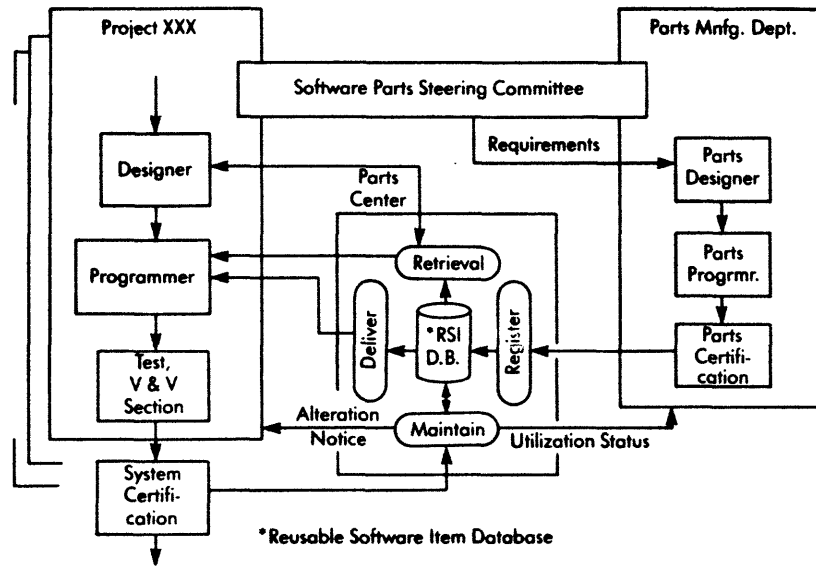 Project XXX
Parts Mnfg. Dept.
Software Parts Steering Committee
Requirements
Designer
Parts
Center
Parts
Designer
Programmer
Retrieval
Parts
Progrmr.
Deliver
*RSI
D.B.
Register
Test,
V & V
Section
Parts
Certifi-
cation
Alteration
Notice
Maintain
Utilization Status
System
Certifi-
cation
*Reusable Software Item Database